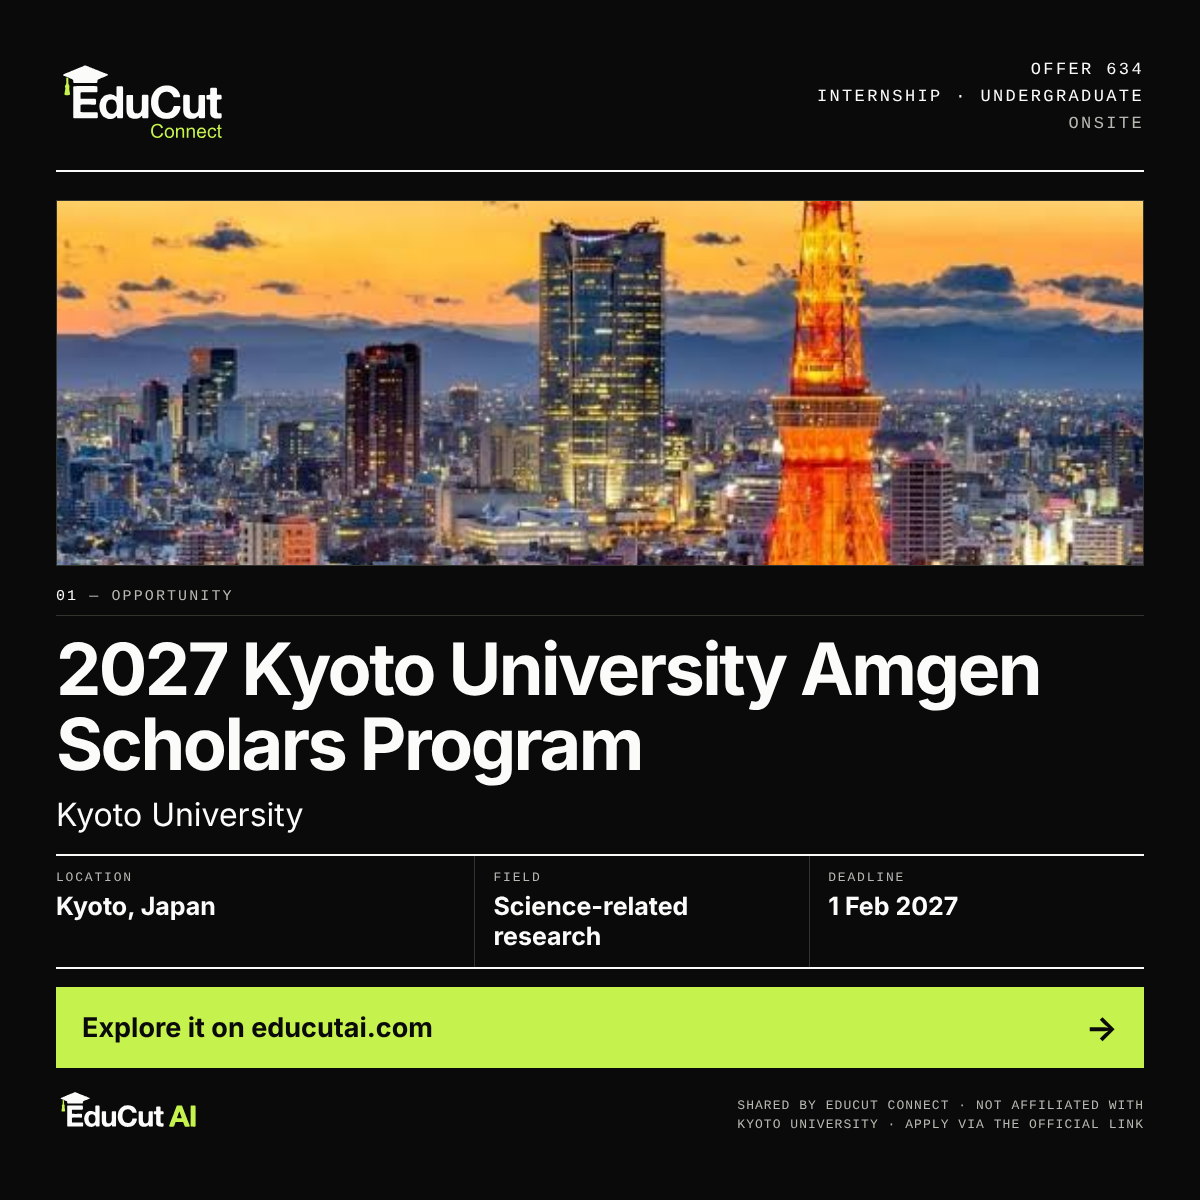 EduCut
Connect
OFFER 634
INTERNSHIP · UNDERGRADUATE
ONSITE
01 — OPPORTUNITY
2027 Kyoto University Amgen
Scholars Program
Kyoto University
LOCATION
Kyoto, Japan
FIELD
Science-related
research
DEADLINE
1 Feb 2027
Explore it on educutai.com →
EduCut AI
SHARED BY EDUCUT CONNECT · NOT AFFILIATED WITH
KYOTO UNIVERSITY · APPLY VIA THE OFFICIAL LINK